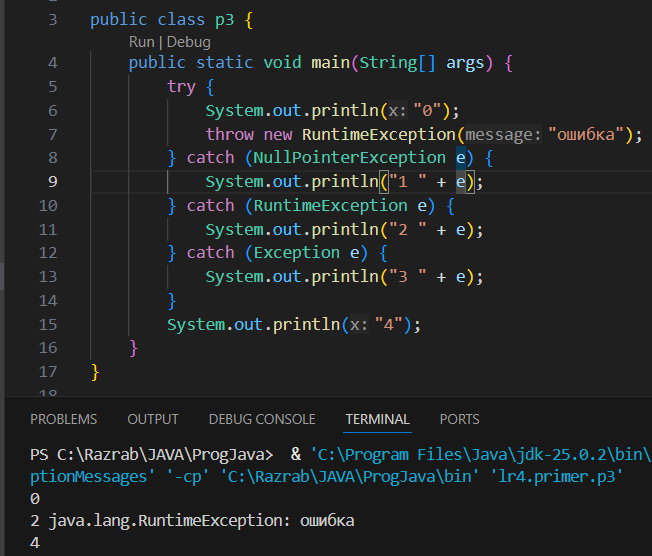 3 public class p3 {
Run | Debug
4 public static void main(String[] args) {
5 try {
6 System.out.println(x: "0");
7 throw new RuntimeException(message: "ошибка");
8 } catch (NullPointerException e) {
9 System.out.println("1 " + e);
10 } catch (RuntimeException e) {
11 System.out.println("2 " + e);
12 } catch (Exception e) {
13 System.out.println("3 " + e);
14 }
15 System.out.println(x: "4");
16 }
17 }
18
PROBLEMS OUTPUT DEBUG CONSOLE TERMINAL PORTS
PS C:\Razrab\JAVA\ProgJava> & 'C:\Program Files\Java\jdk-25.0.2\bin\
ptionMessages' '-cp' 'C:\Razrab\JAVA\ProgJava\bin' 'lr4.primer.p3'
0
2 java.lang.RuntimeException: ошибка
4